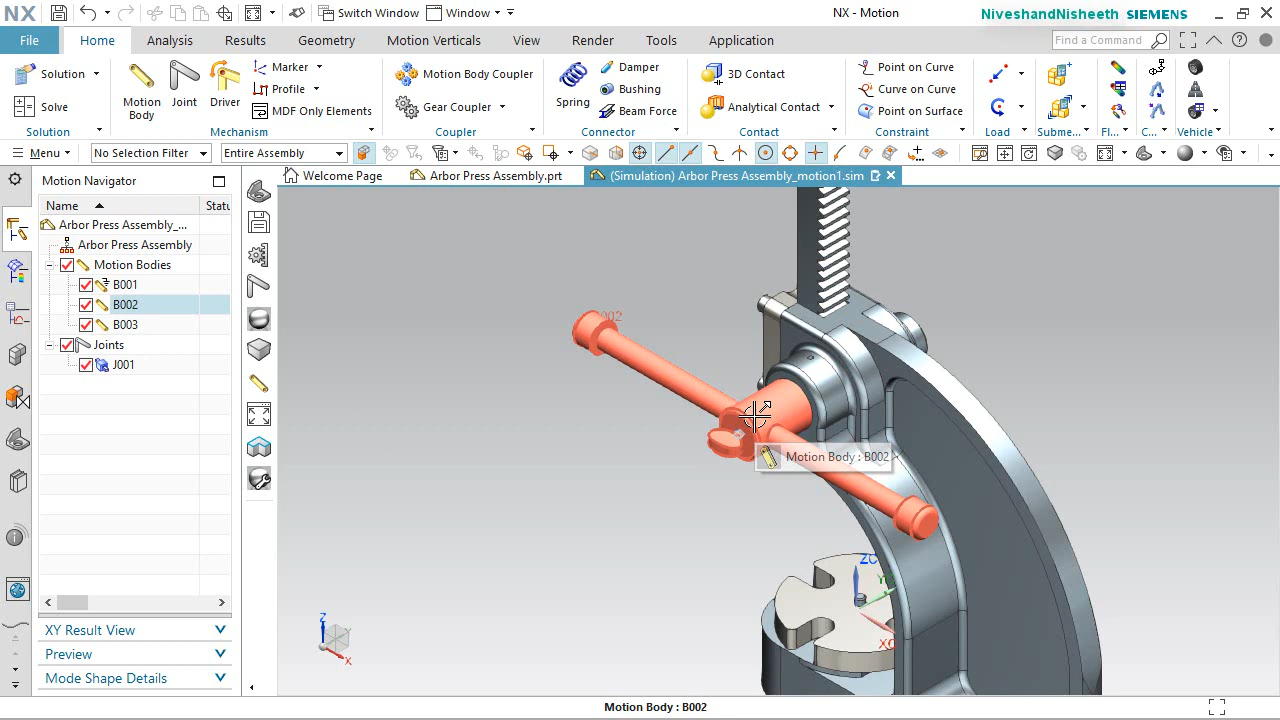 NX
Switch Window
Window
NX - Motion
NiveshandNisheeth SIEMENS
File
Home
Analysis
Results
Geometry
Motion Verticals
View
Render
Tools
Application
Find a Command
Solution
Solve
Solution
Motion Body
Joint
Driver
Marker
Profile
MDF Only Elements
Mechanism
Motion Body Coupler
Gear Coupler
Coupler
Spring
Damper
Bushing
Beam Force
Connector
3D Contact
Analytical Contact
Contact
Point on Curve
Curve on Curve
Point on Surface
Constraint
Load
Subme...
Fl...
C...
Vehicle
Menu
No Selection Filter
Entire Assembly
Motion Navigator
Welcome Page
Arbor Press Assembly.prt
(Simulation) Arbor Press Assembly_motion1.sim
Name
Statu
Arbor Press Assembly_...
Arbor Press Assembly
Motion Bodies
B001
B002
B003
Joints
J001
XY Result View
Preview
Mode Shape Details
Motion Body : B002
ZC
XC
Z
X
Motion Body : B002